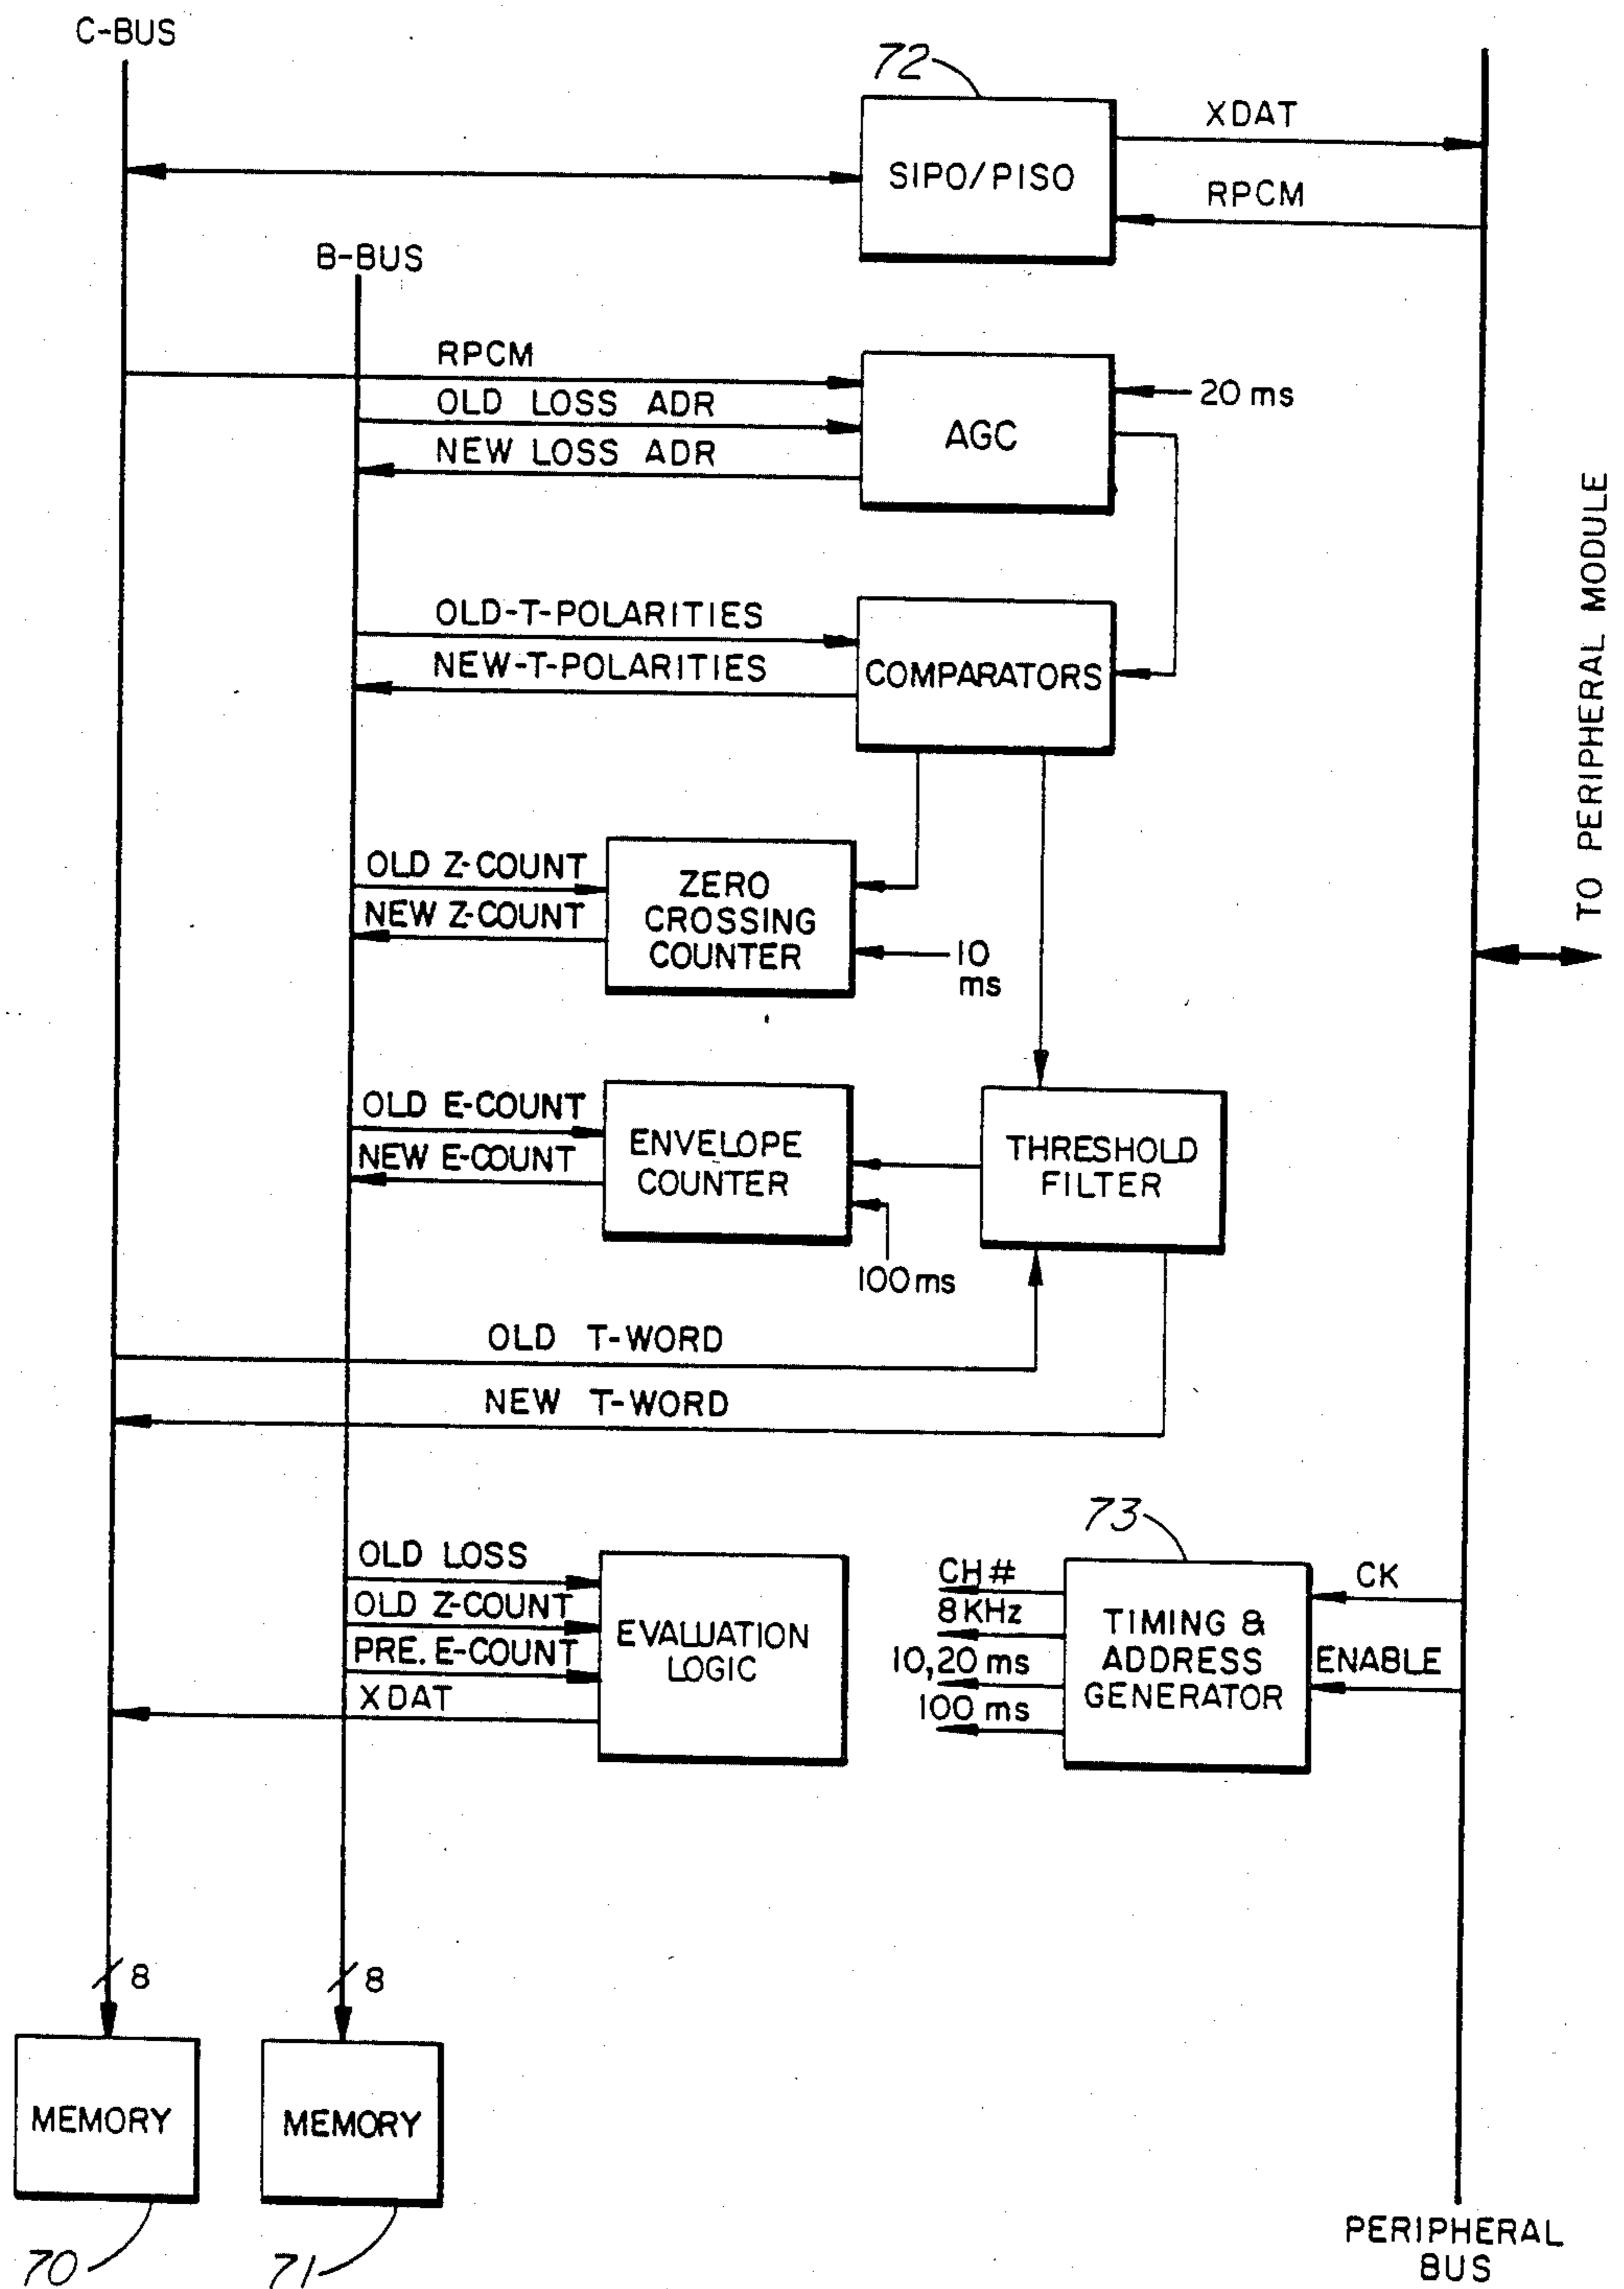 C-BUS
72
XDAT
SIPO/PISO
RPCM
B-BUS
RPCM
OLD LOSS ADR
NEW LOSS ADR
AGC
20 ms
TO PERIPHERAL MODULE
OLD-T-POLARITIES
NEW-T-POLARITIES
COMPARATORS
OLD Z-COUNT
NEW Z-COUNT
ZERO
CROSSING
COUNTER
10
ms
OLD E-COUNT
NEW E-COUNT
ENVELOPE
COUNTER
100 ms
THRESHOLD
FILTER
OLD T-WORD
NEW T-WORD
73
OLD LOSS
OLD Z-COUNT
PRE. E-COUNT
XDAT
EVALUATION
LOGIC
CH#
8KHz
10,20 ms
100 ms
TIMING &
ADDRESS
GENERATOR
CK
ENABLE
8
8
MEMORY
MEMORY
70
71
PERIPHERAL
BUS